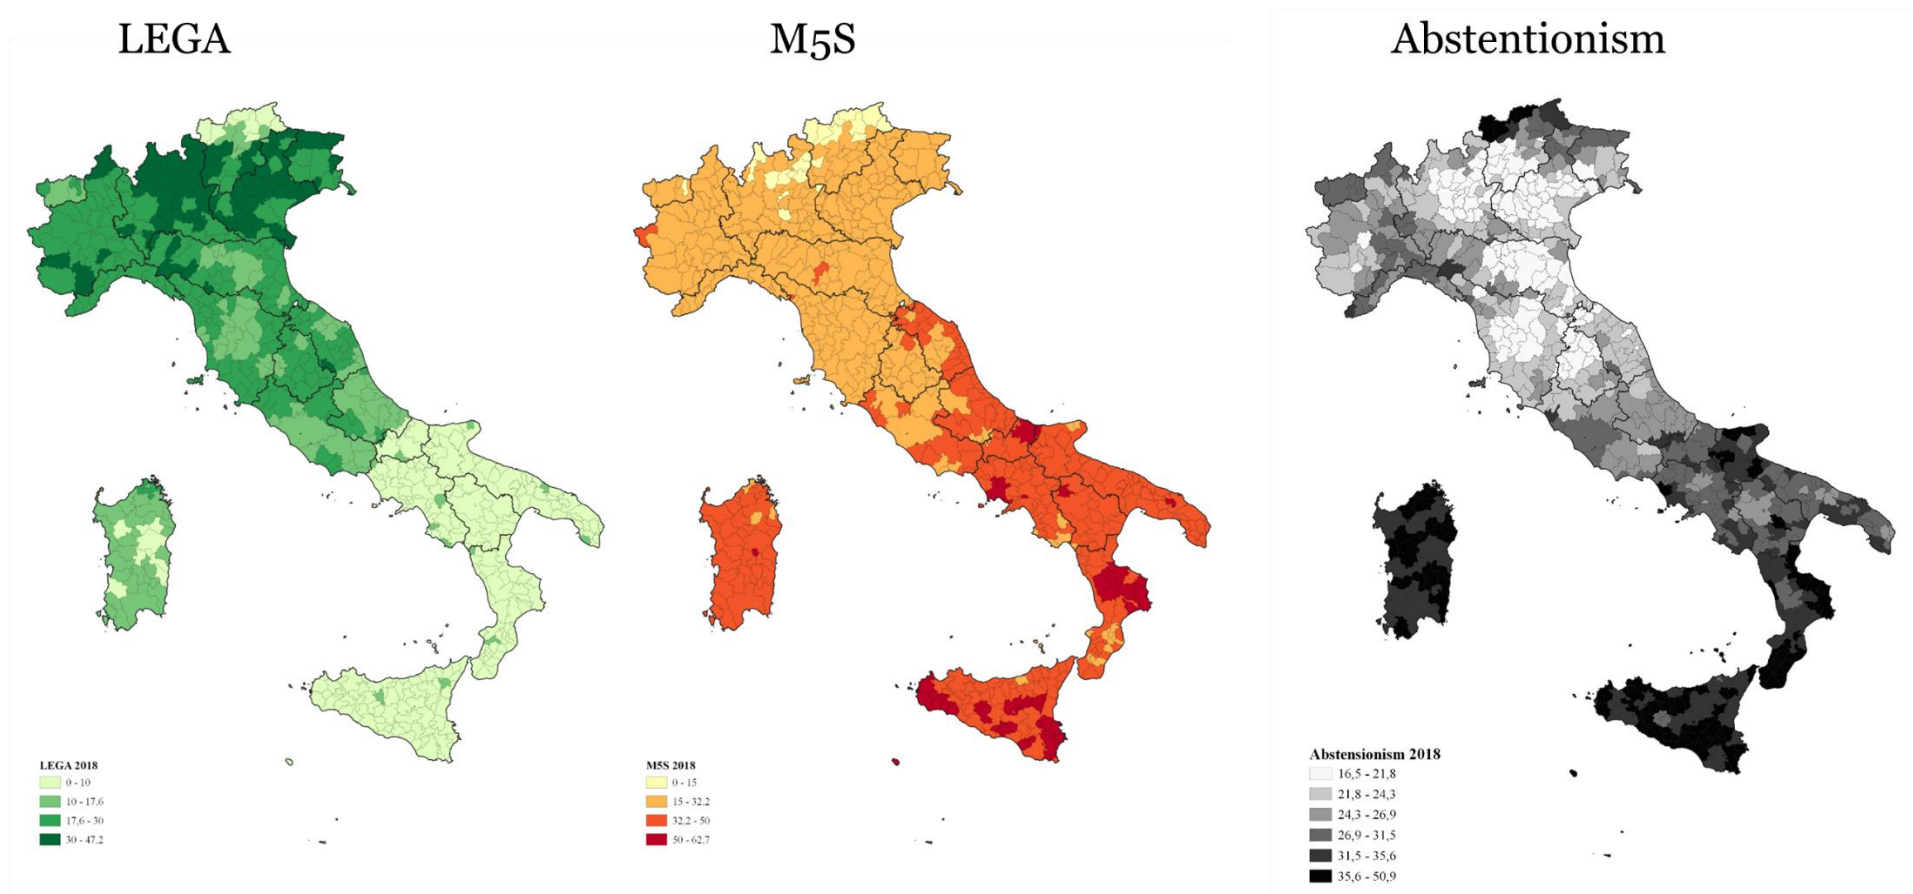 LEGA
M5S
Abstentionism
LEGA 2018
0 - 10
10 - 17,6
17,6 - 30
30 - 47,2
M5S 2018
0 - 15
15 - 32,2
32,2 - 50
50 - 62,7
Abstensionism 2018
16,5 - 21,8
21,8 - 24,3
24,3 - 26,9
26,9 - 31,5
31,5 - 35,6
35,6 - 50,9